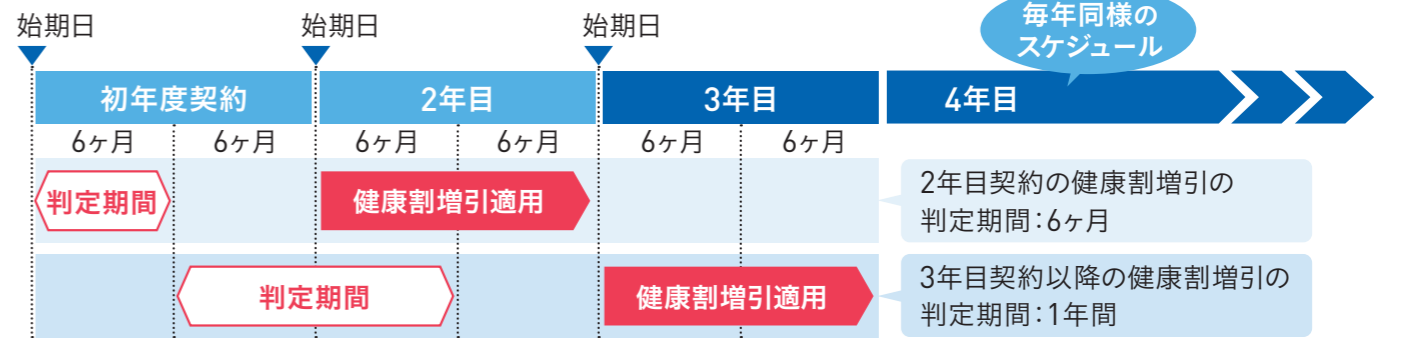 始期日
始期日
始期日
毎年同様の
スケジュール
初年度契約
2年目
3年目
4年目
6ヶ月
6ヶ月
6ヶ月
6ヶ月
6ヶ月
6ヶ月
判定期間
健康割増引適用
2年目契約の健康割増引の
判定期間：6ヶ月
判定期間
健康割増引適用
3年目契約以降の健康割増引の
判定期間：1年間